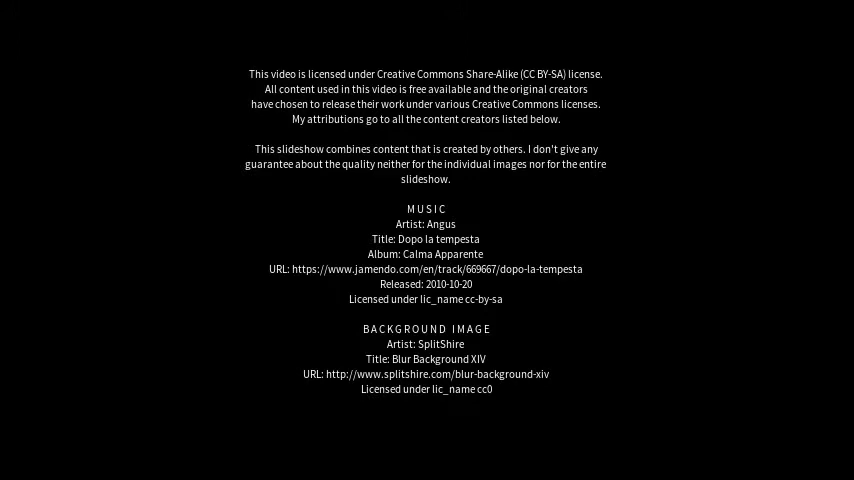 This video is licensed under Creative Commons Share-Alike (CC BY-SA) license.
All content used in this video is free available and the original creators
have chosen to release their work under various Creative Commons licenses.
My attributions go to all the content creators listed below.
This slideshow combines content that is created by others. I don't give any
guarantee about the quality neither for the individual images nor for the entire
slideshow.
MUSIC
Artist: Angus
Title: Dopo la tempesta
Album: Calma Apparente
URL: https://www.jamendo.com/en/track/669667/dopo-la-tempesta
Released: 2010-10-20
Licensed under lic_name cc-by-sa
BACKGROUND IMAGE
Artist: SplitShire
Title: Blur Background XIV
URL: http://www.splitshire.com/blur-background-xiv
Licensed under lic_name cc0